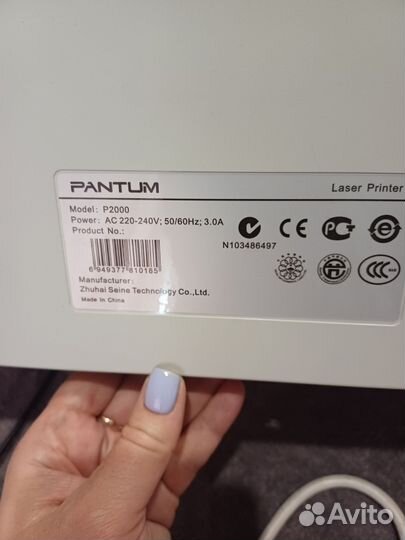 PANTUM
Laser Printer
Model: P2000
Power: AC 220-240V; 50/60Hz; 3.0A
Product No.:
N103486497
6 949377 810185
Manufacturer:
Zhuhai Seine Technology Co.,Ltd.
Made in China
Avito